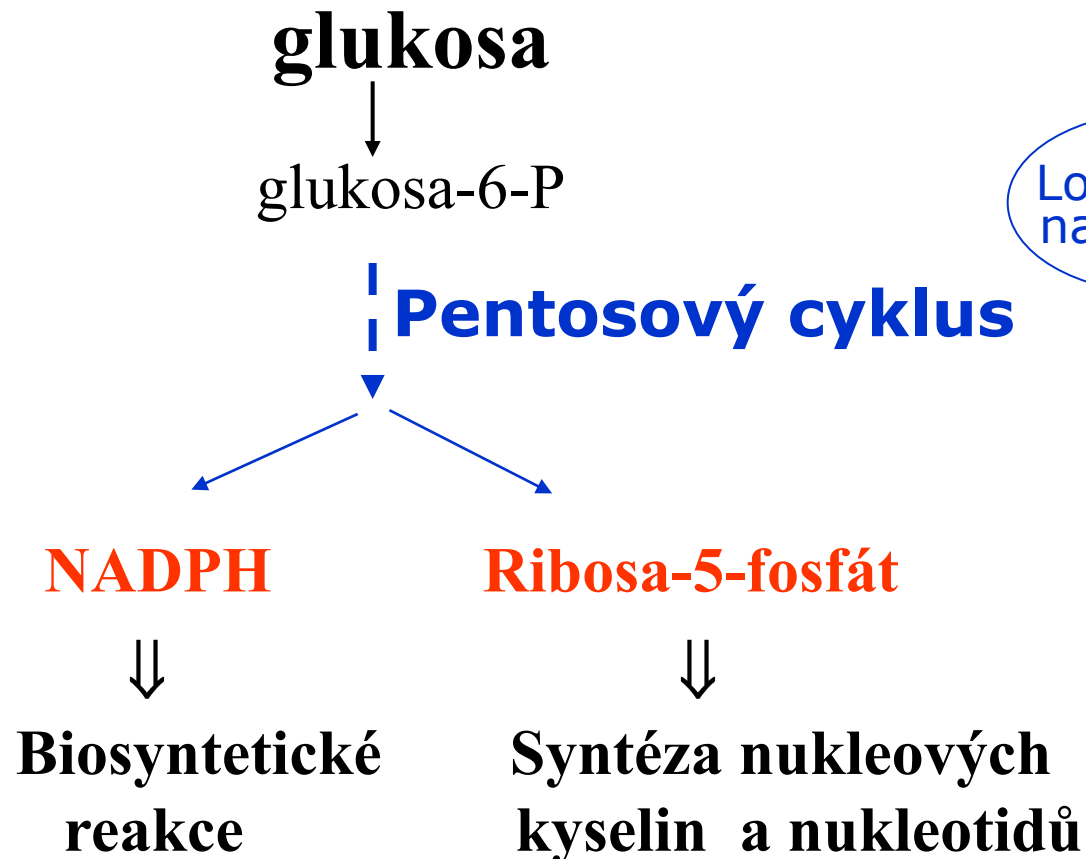 glukosa
glukosa-6-P
Pentosový cyklus
NADPH Ribosa-5-fosfát
⇓ ⇓
Biosyntetické Syntéza nukleových
reakce kyselin a nukleotidů